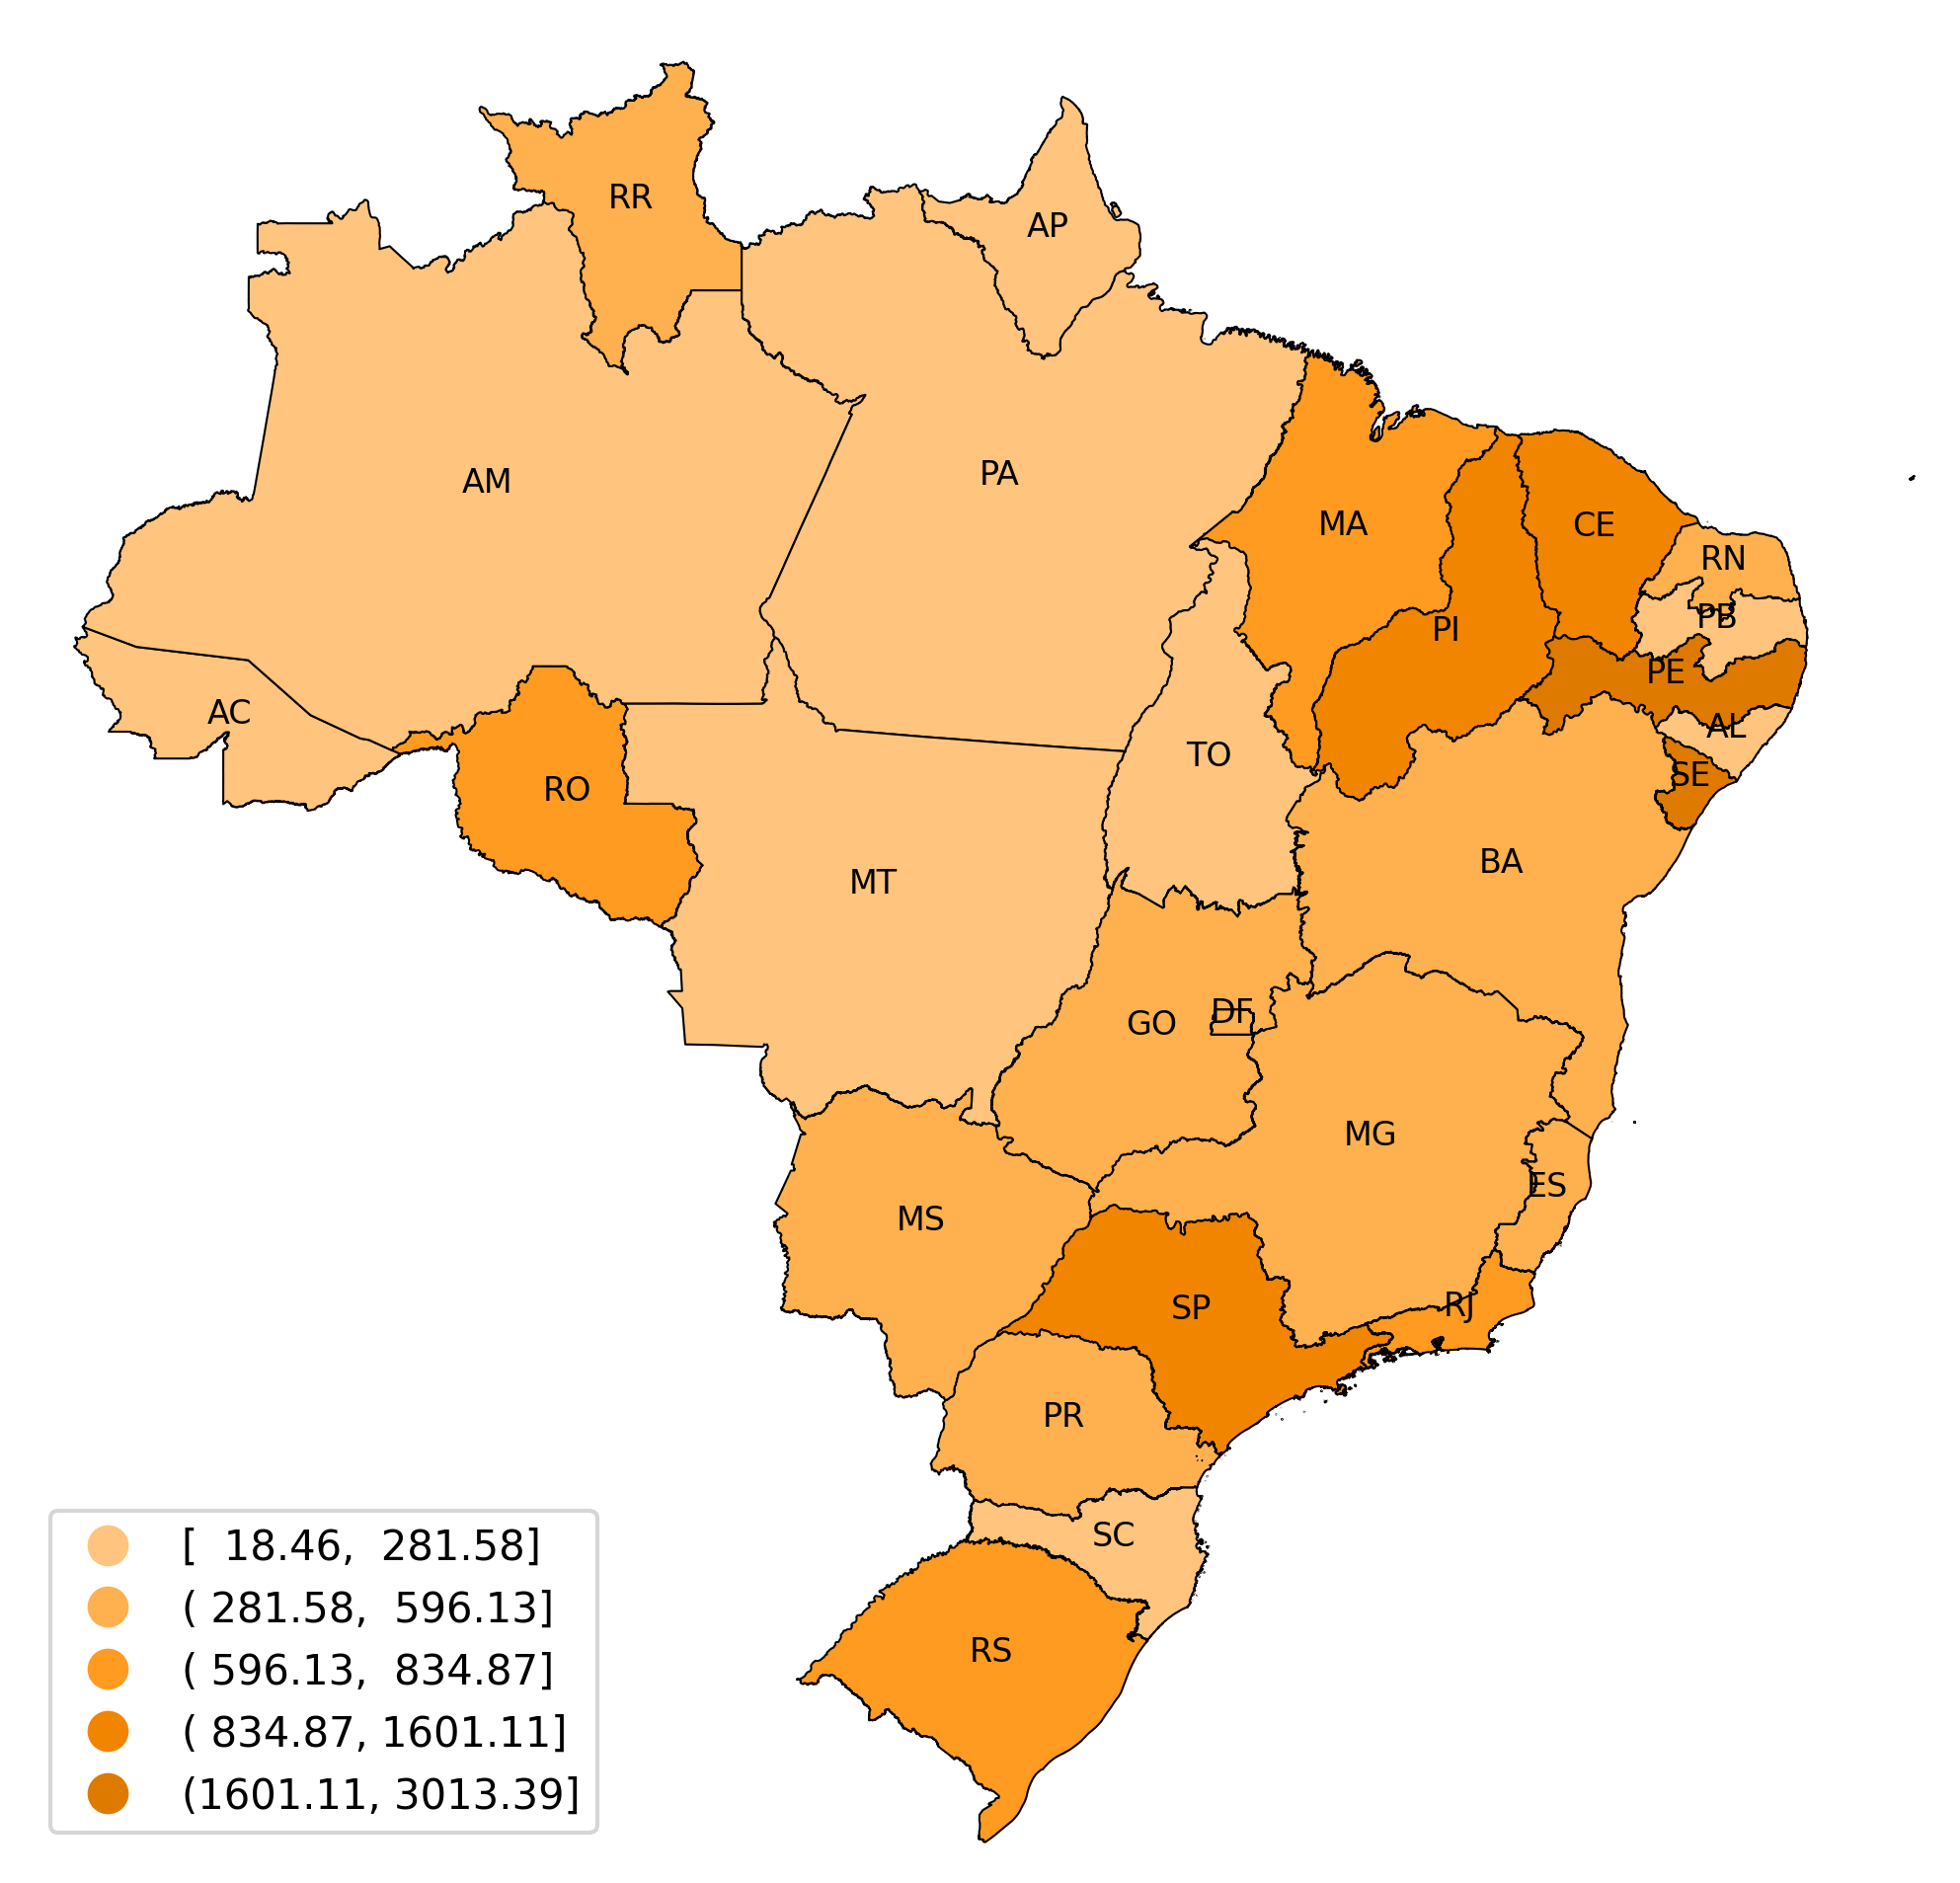 RR
AP
AM
PA
MA
CE
RN
PB
PI
PE
AC
AL
TO
SE
RO
BA
MT
DF
GO
MG
ES
MS
RJ
SP
PR
SC
RS
[  18.46,  281.58]
( 281.58,  596.13]
( 596.13,  834.87]
( 834.87, 1601.11]
(1601.11, 3013.39]